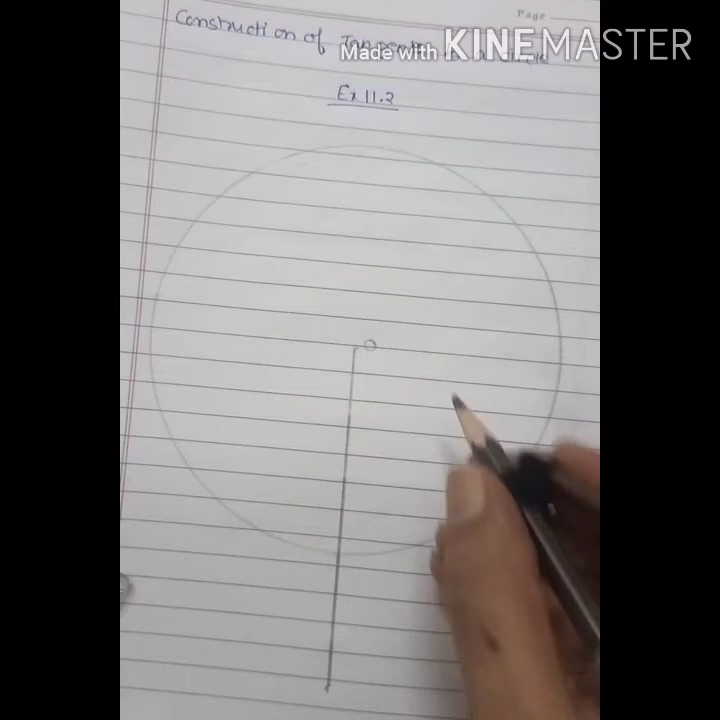 Page
Construction of
Made with KINEMASTER
Ex 11.2
O